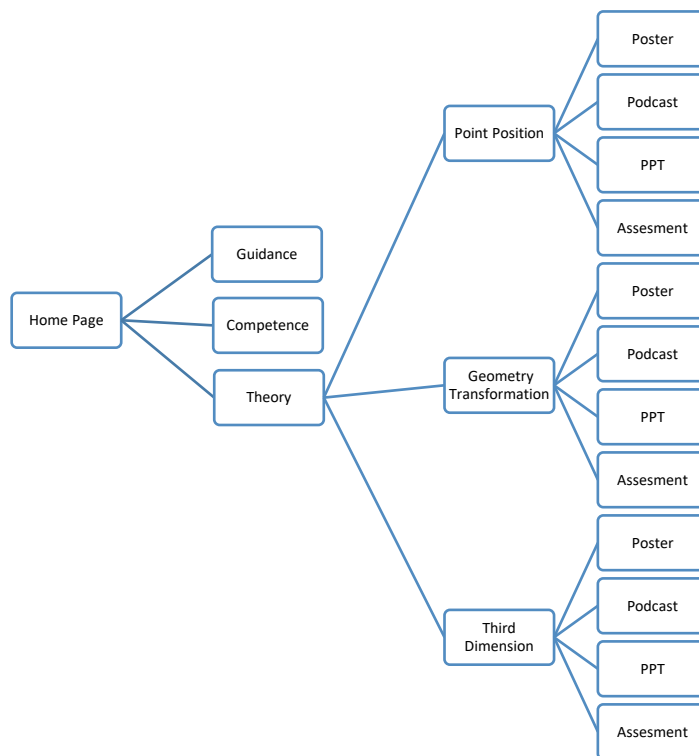 Home Page
Guidance
Competence
Theory
Point Position
Poster
Podcast
PPT
Assesment
Geometry
Transformation
Poster
Podcast
PPT
Assesment
Third
Dimension
Poster
Podcast
PPT
Assesment